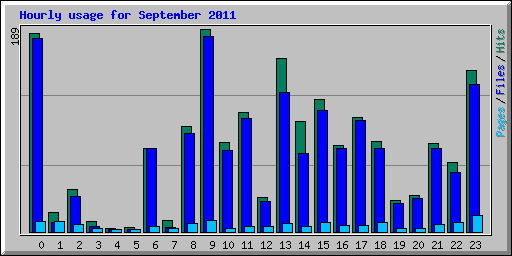 Hourly usage for September 2011
189
Pages/Files/Hits
0 1 2 3 4 5 6 7 8 9 10 11 12 13 14 15 16 17 18 19 20 21 22 23